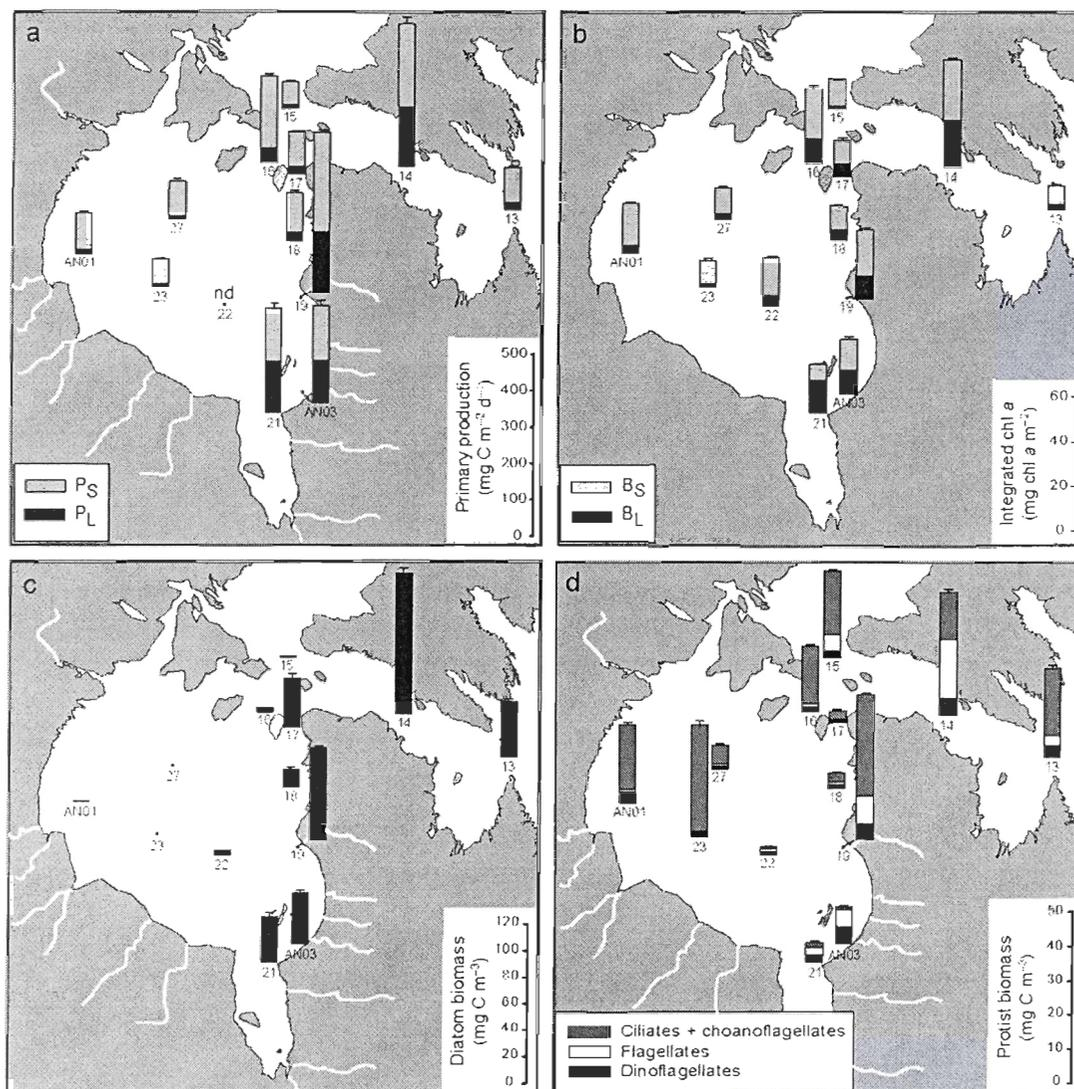 a
15
16
17
14
13
27
18
AN01
23
nd
22
19
21
AN03
P_S
P_L
Primary production
(mg C m⁻² d⁻¹)
500
400
300
200
100
0
b
15
16
17
14
13
27
18
AN01
23
22
19
21
AN03
B_S
B_L
Integrated chl a
(mg chl a m⁻²)
60
40
20
0
c
15
16
17
14
13
27
18
AN01
23
22
19
21
AN03
Diatom biomass
(mg C m⁻³)
120
100
80
60
40
20
0
d
15
16
17
14
13
27
18
AN01
23
22
19
21
AN03
Ciliates + choanoflagellates
Flagellates
Dinoflagellates
Protist biomass
(mg C m⁻³)
50
40
30
20
10
0